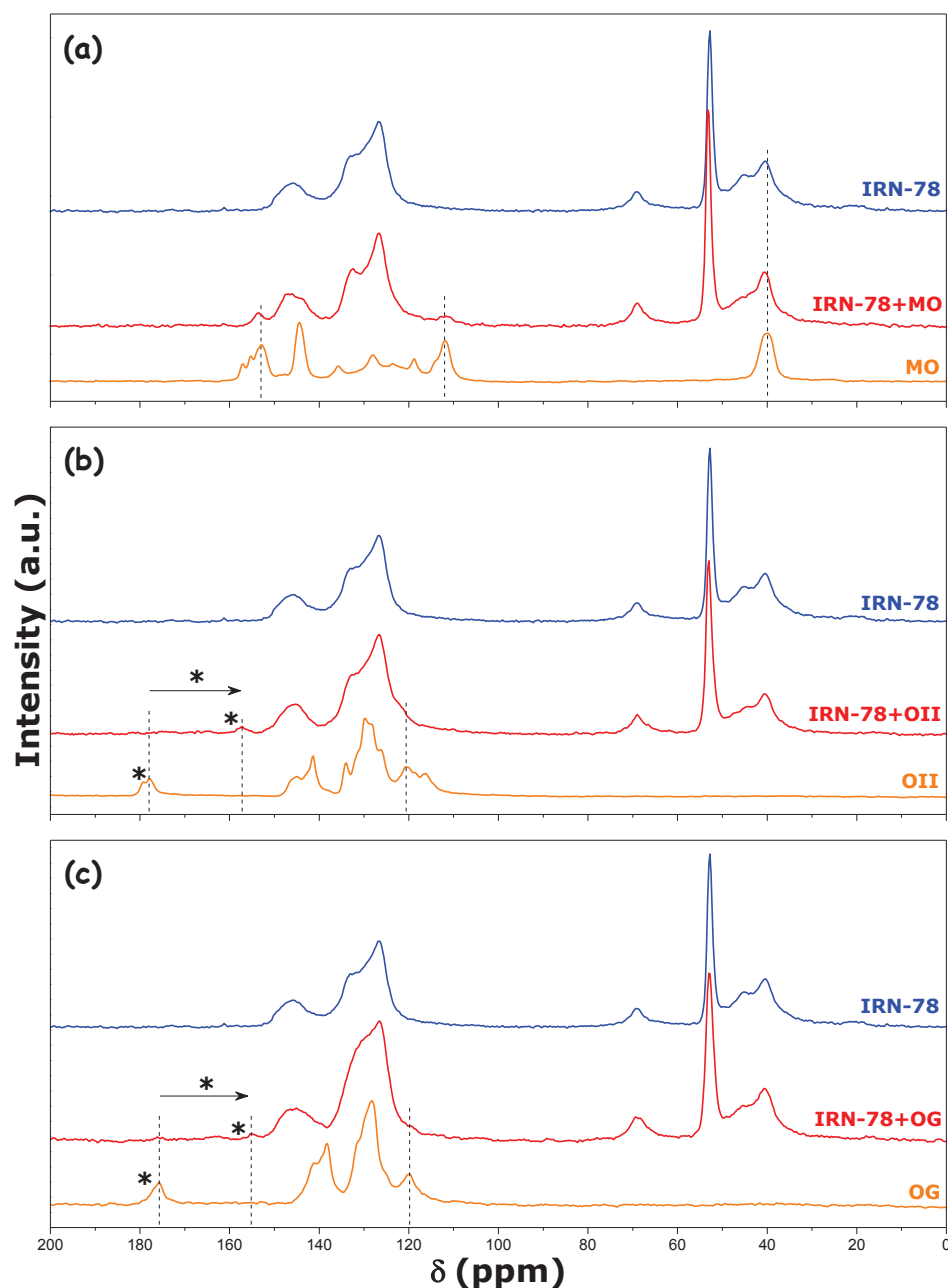 (a)
IRN-78
IRN-78+MO
MO
(b)
IRN-78
*
IRN-78+OII
*
*
OII
(c)
IRN-78
*
IRN-78+OG
*
*
OG
Intensity (a.u.)
200 180 160 140 120 100 80 60 40 20 0
δ (ppm)